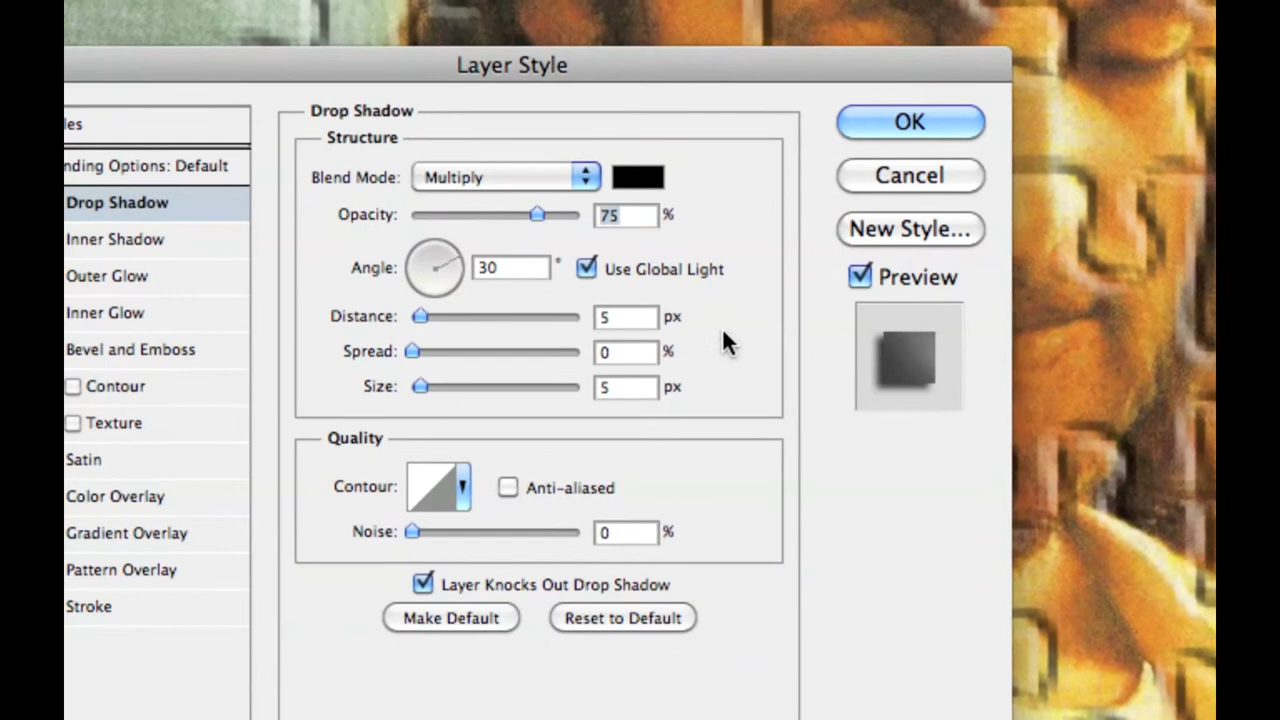 Layer Style
les
nding Options: Default
Drop Shadow
Inner Shadow
Outer Glow
Inner Glow
Bevel and Emboss
Contour
Texture
Satin
Color Overlay
Gradient Overlay
Pattern Overlay
Stroke
Drop Shadow
Structure
Blend Mode: Multiply
Opacity: 75 %
Angle: 30 ° Use Global Light
Distance: 5 px
Spread: 0 %
Size: 5 px
Quality
Contour: Anti-aliased
Noise: 0 %
Layer Knocks Out Drop Shadow
Make Default Reset to Default
OK
Cancel
New Style...
Preview